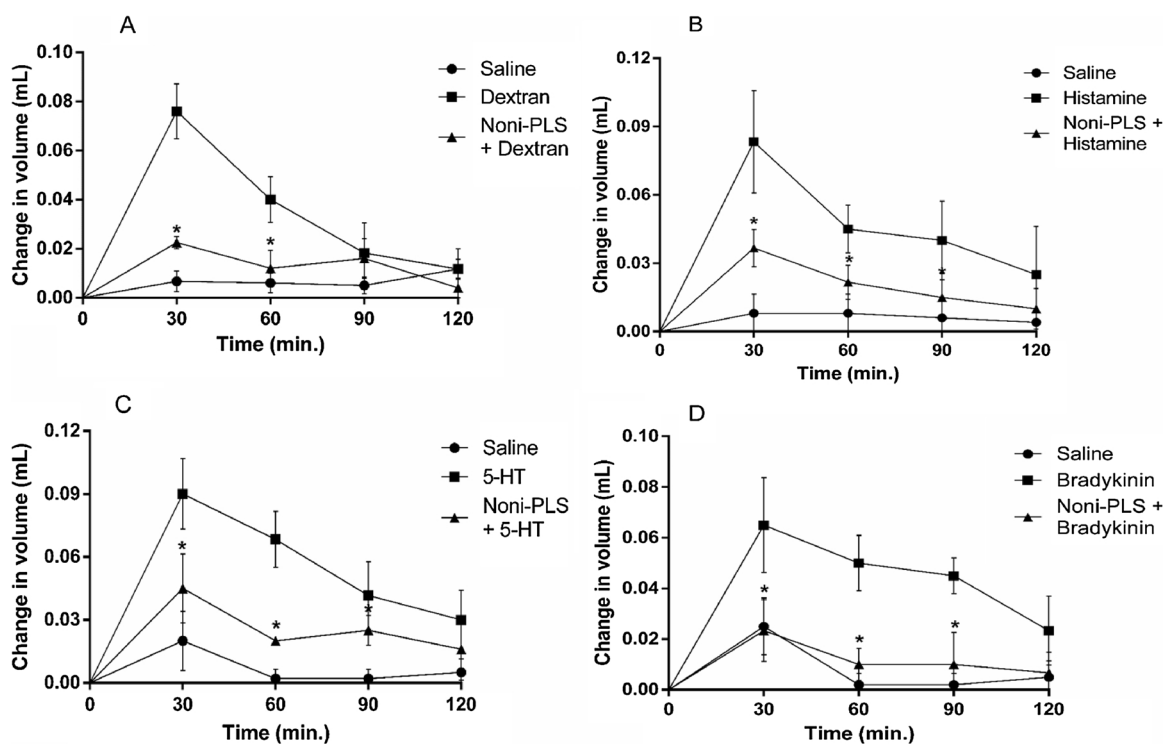 A
Change in volume (mL)
0.10
0.08
0.06
0.04
0.02
0.00
*
*
0
30
60
90
120
Time (min.)
Saline
Dextran
Noni-PLS
+ Dextran
B
Change in volume (mL)
0.12
0.09
0.06
0.03
0.00
*
*
*
0
30
60
90
120
Time (min.)
Saline
Histamine
Noni-PLS +
Histamine
C
Change in volume (mL)
0.12
0.09
0.06
0.03
0.00
*
*
*
0
30
60
90
120
Time (min.)
Saline
5-HT
Noni-PLS
+ 5-HT
D
Change in volume (mL)
0.10
0.08
0.06
0.04
0.02
0.00
*
*
*
0
30
60
90
120
Time (min.)
Saline
Bradykinin
Noni-PLS +
Bradykinin